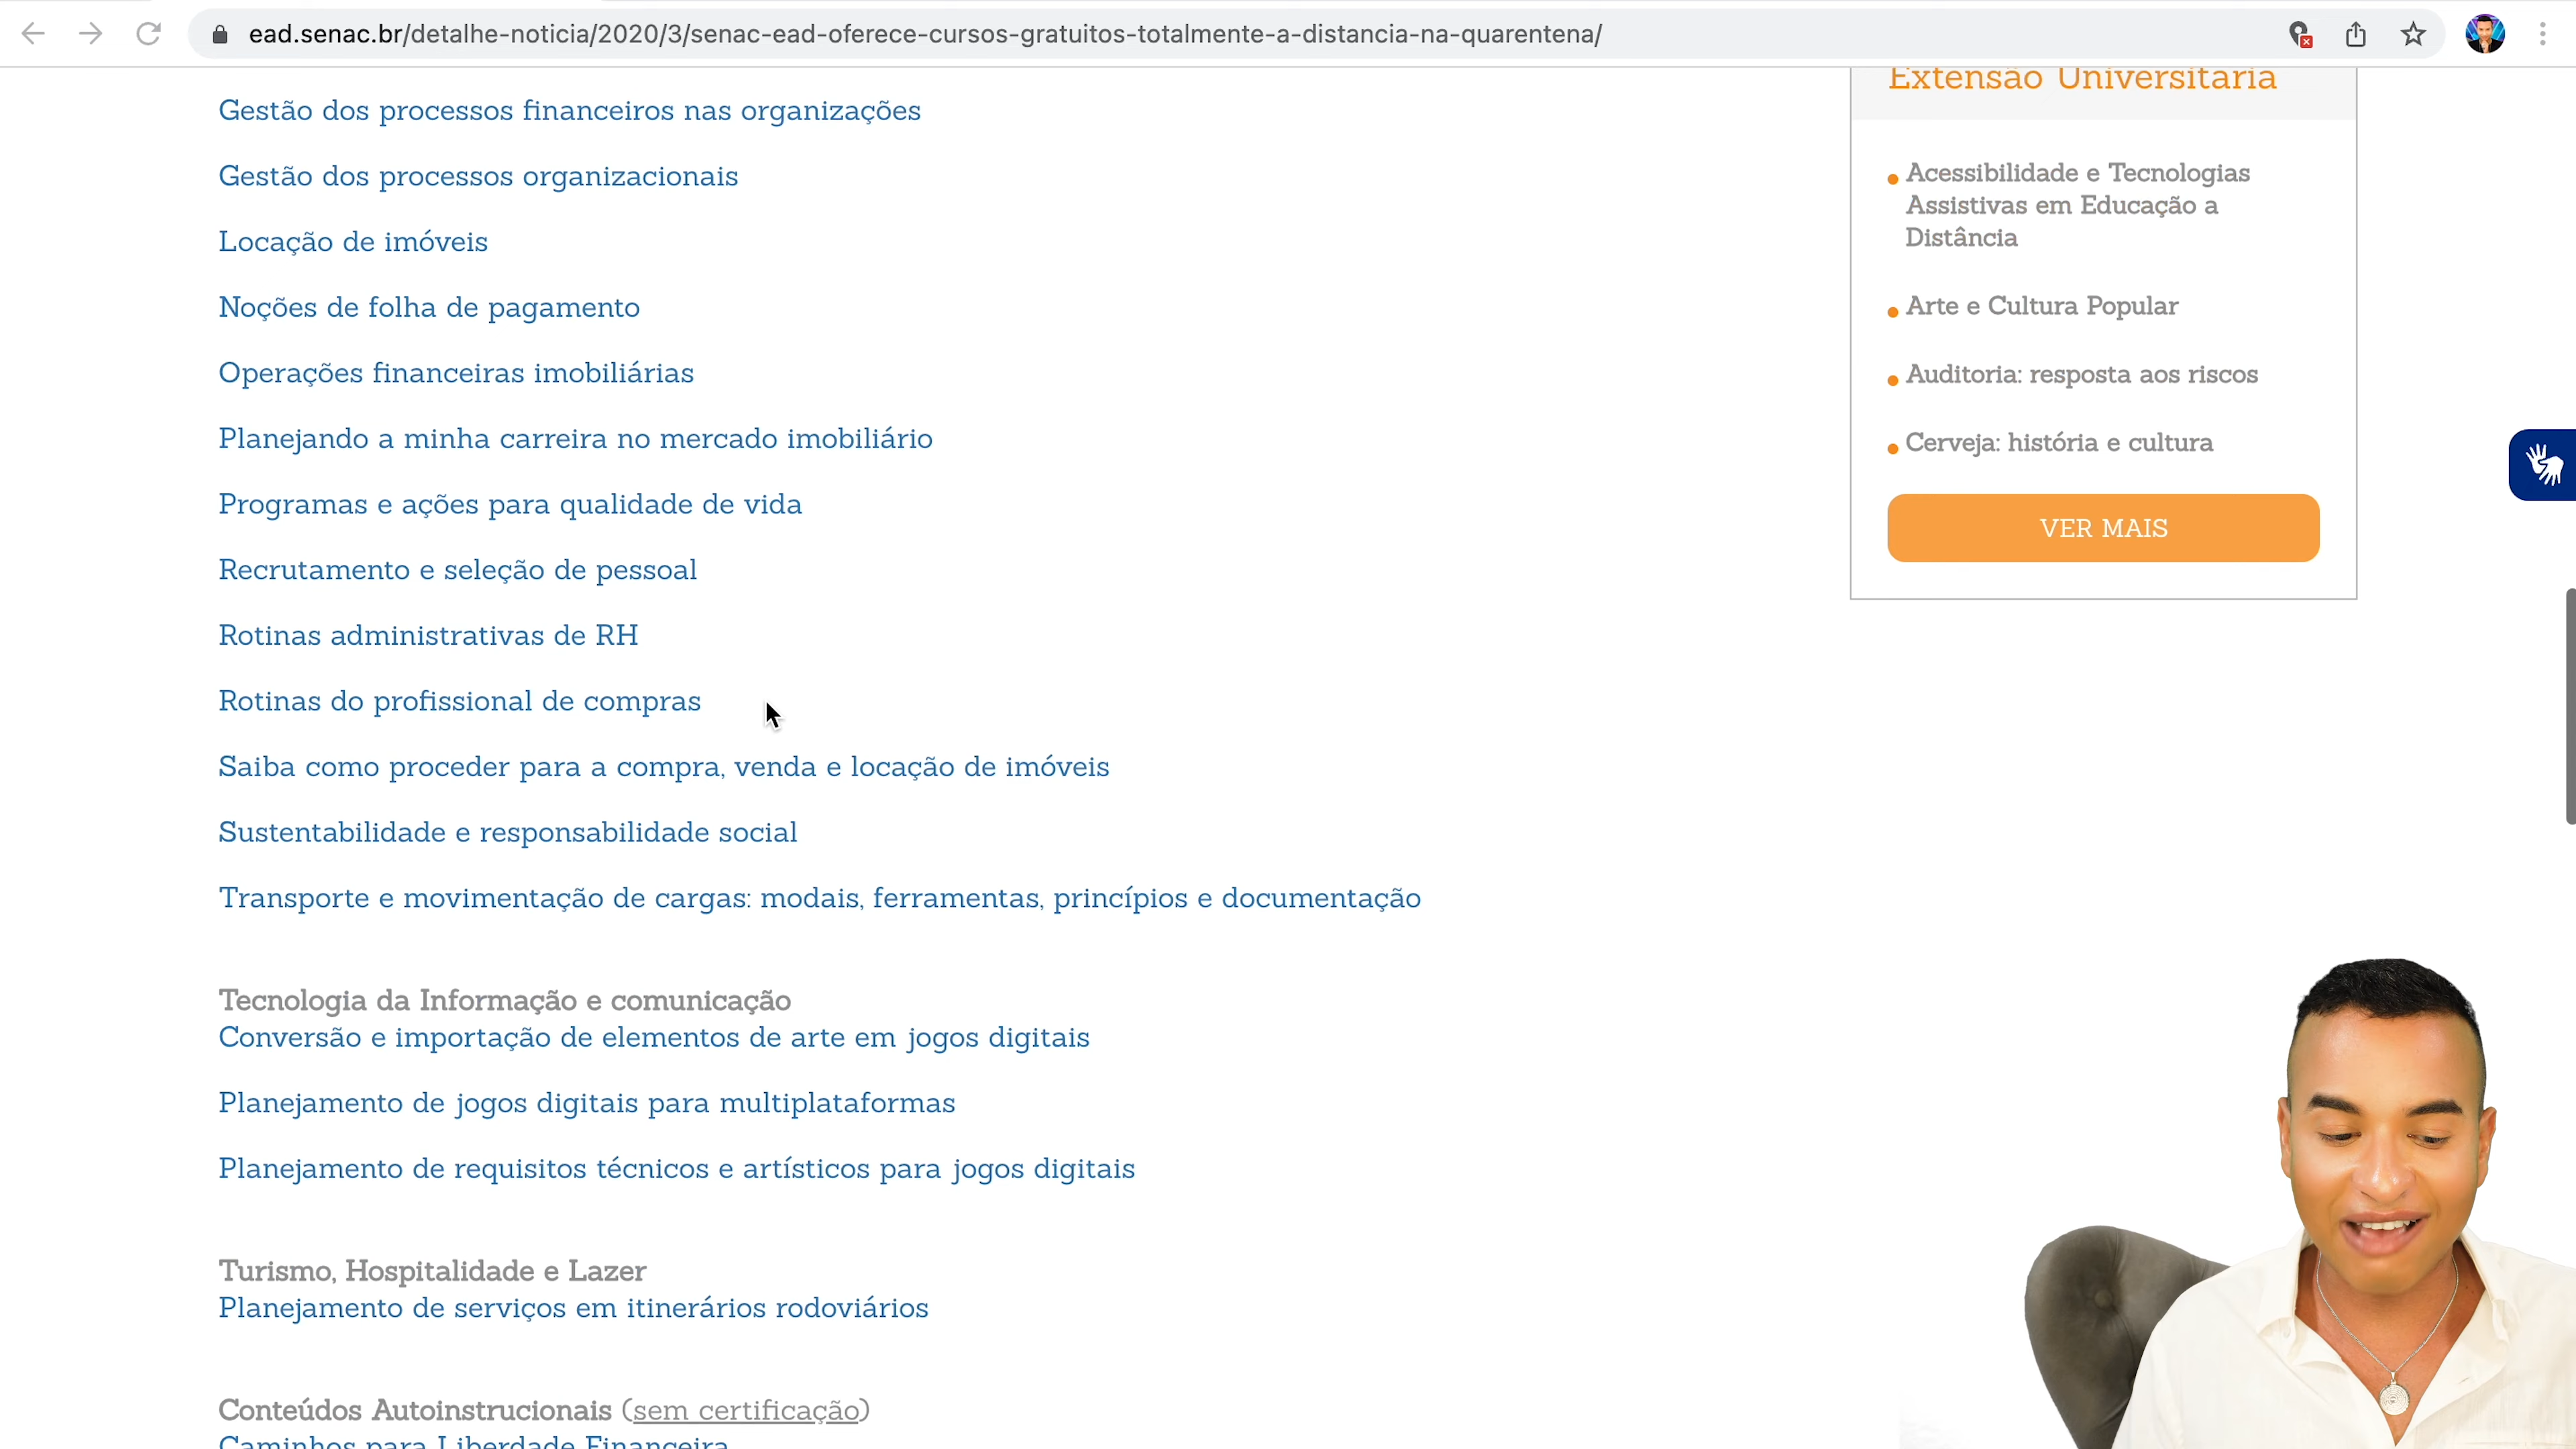 ead.senac.br/detalhe-noticia/2020/3/senac-ead-oferece-cursos-gratuitos-totalmente-a-distancia-na-quarentena/
Gestão dos processos financeiros nas organizações
Gestão dos processos organizacionais
Locação de imóveis
Noções de folha de pagamento
Operações financeiras imobiliárias
Planejando a minha carreira no mercado imobiliário
Programas e ações para qualidade de vida
Recrutamento e seleção de pessoal
Rotinas administrativas de RH
Rotinas do profissional de compras
Saiba como proceder para a compra, venda e locação de imóveis
Sustentabilidade e responsabilidade social
Transporte e movimentação de cargas: modais, ferramentas, princípios e documentação
Tecnologia da Informação e comunicação
Conversão e importação de elementos de arte em jogos digitais
Planejamento de jogos digitais para multiplataformas
Planejamento de requisitos técnicos e artísticos para jogos digitais
Turismo, Hospitalidade e Lazer
Planejamento de serviços em itinerários rodoviários
Conteúdos Autoinstrucionais (sem certificação)
Caminhos para Liberdade Financeira
Extensão Universitária
Acessibilidade e Tecnologias
Assistivas em Educação a
Distância
Arte e Cultura Popular
Auditoria: resposta aos riscos
Cerveja: história e cultura
VER MAIS